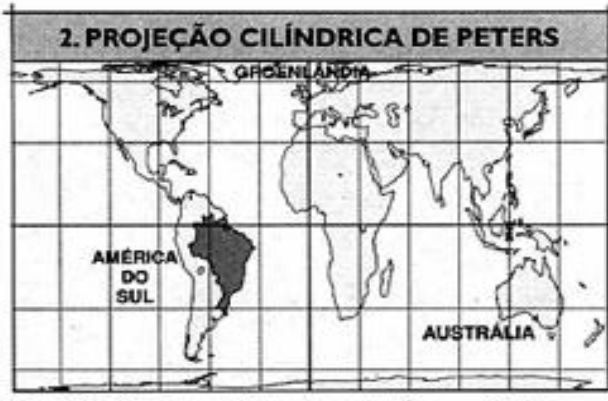 2. PROJEÇÃO CILÍNDRICA DE PETERS
GROENLÂNDIA
AMÉRICA
DO
SUL
AUSTRÁLIA